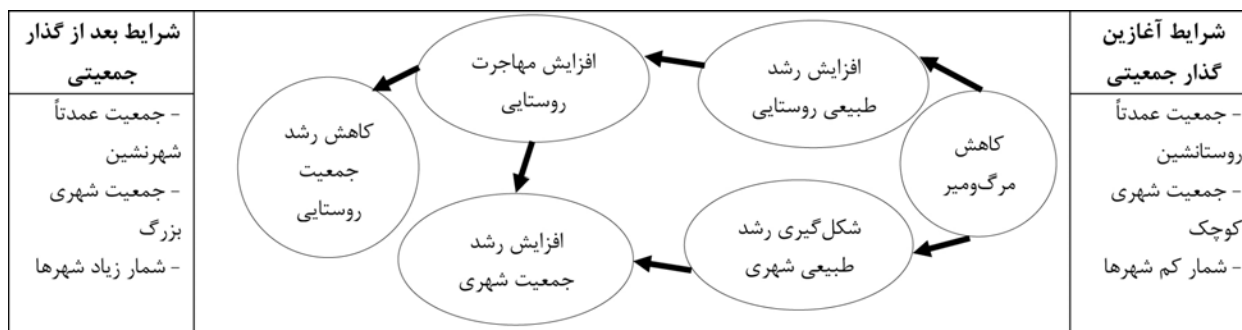 شرایط آغازین
گذار جمعیتی
- جمعیت عمدتاً
روستانشین
- جمعیت شهری
کوچک
- شمار کم شهرها
کاهش
مرگ‌ومیر
افزایش رشد
طبیعی روستایی
شکل‌گیری رشد
طبیعی شهری
افزایش مهاجرت
روستایی
افزایش رشد
جمعیت شهری
کاهش رشد
جمعیت
روستایی
شرایط بعد از گذار
جمعیتی
- جمعیت عمدتاً
شهرنشین
- جمعیت شهری
بزرگ
- شمار زیاد شهرها